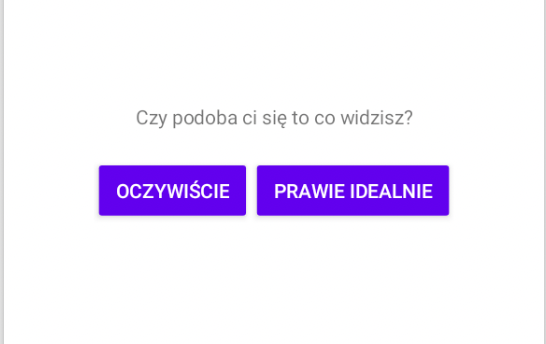 Czy podoba ci się to co widzisz?
OCZYWIŚCIE PRAWIE IDEALNIE